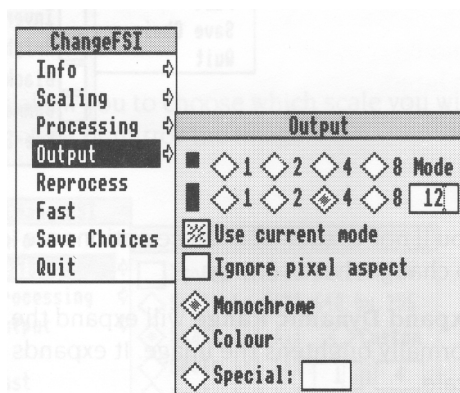 ChangeFSI
Info
Scaling
Processing
Output
Reprocess
Fast
Save Choices
Quit
Output
1 2 4 8 Mode
1 2 4 8 12
Use current mode
Ignore pixel aspect
Monochrome
Colour
Special: